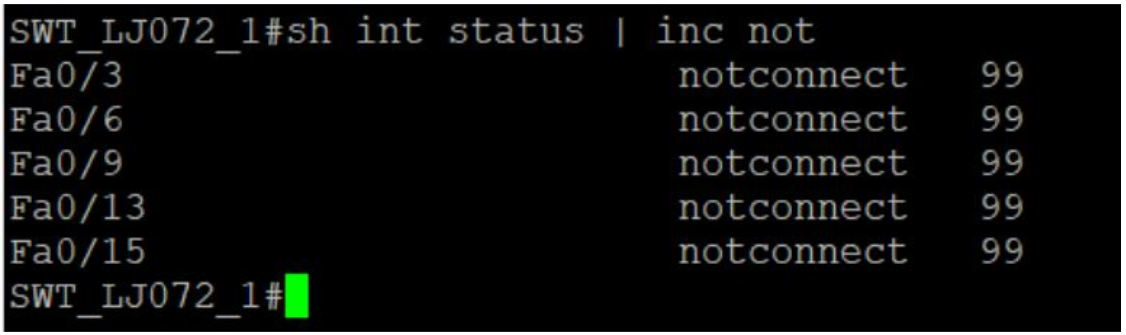 SWT_LJ072_1#sh int status | inc not
Fa0/3 notconnect 99
Fa0/6 notconnect 99
Fa0/9 notconnect 99
Fa0/13 notconnect 99
Fa0/15 notconnect 99
SWT_LJ072_1#